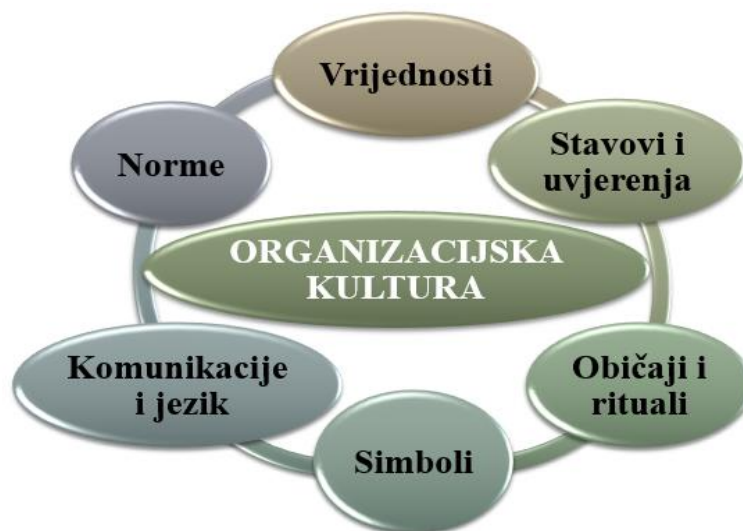 Vrijednosti
Stavovi i
uvjerenja
Norme
ORGANIZACIJSKA
KULTURA
Komunikacije
i jezik
Običaji i
rituali
Simboli